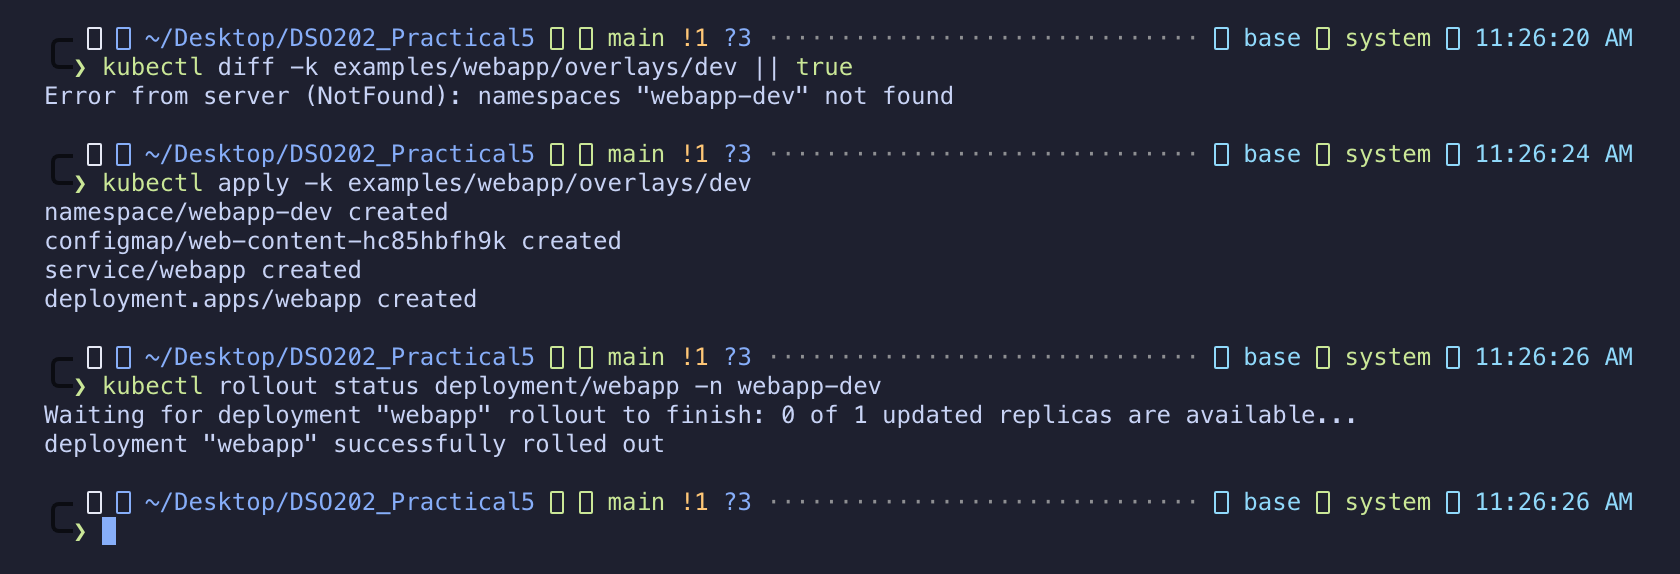 ~/Desktop/DSO202_Practical5 main !1 ?3 ······························ base system 11:26:20 AM
❯ kubectl diff -k examples/webapp/overlays/dev || true
Error from server (NotFound): namespaces "webapp-dev" not found
~/Desktop/DSO202_Practical5 main !1 ?3 ······························ base system 11:26:24 AM
❯ kubectl apply -k examples/webapp/overlays/dev
namespace/webapp-dev created
configmap/web-content-hc85hbfh9k created
service/webapp created
deployment.apps/webapp created
~/Desktop/DSO202_Practical5 main !1 ?3 ······························ base system 11:26:26 AM
❯ kubectl rollout status deployment/webapp -n webapp-dev
Waiting for deployment "webapp" rollout to finish: 0 of 1 updated replicas are available...
deployment "webapp" successfully rolled out
~/Desktop/DSO202_Practical5 main !1 ?3 ······························ base system 11:26:26 AM
❯